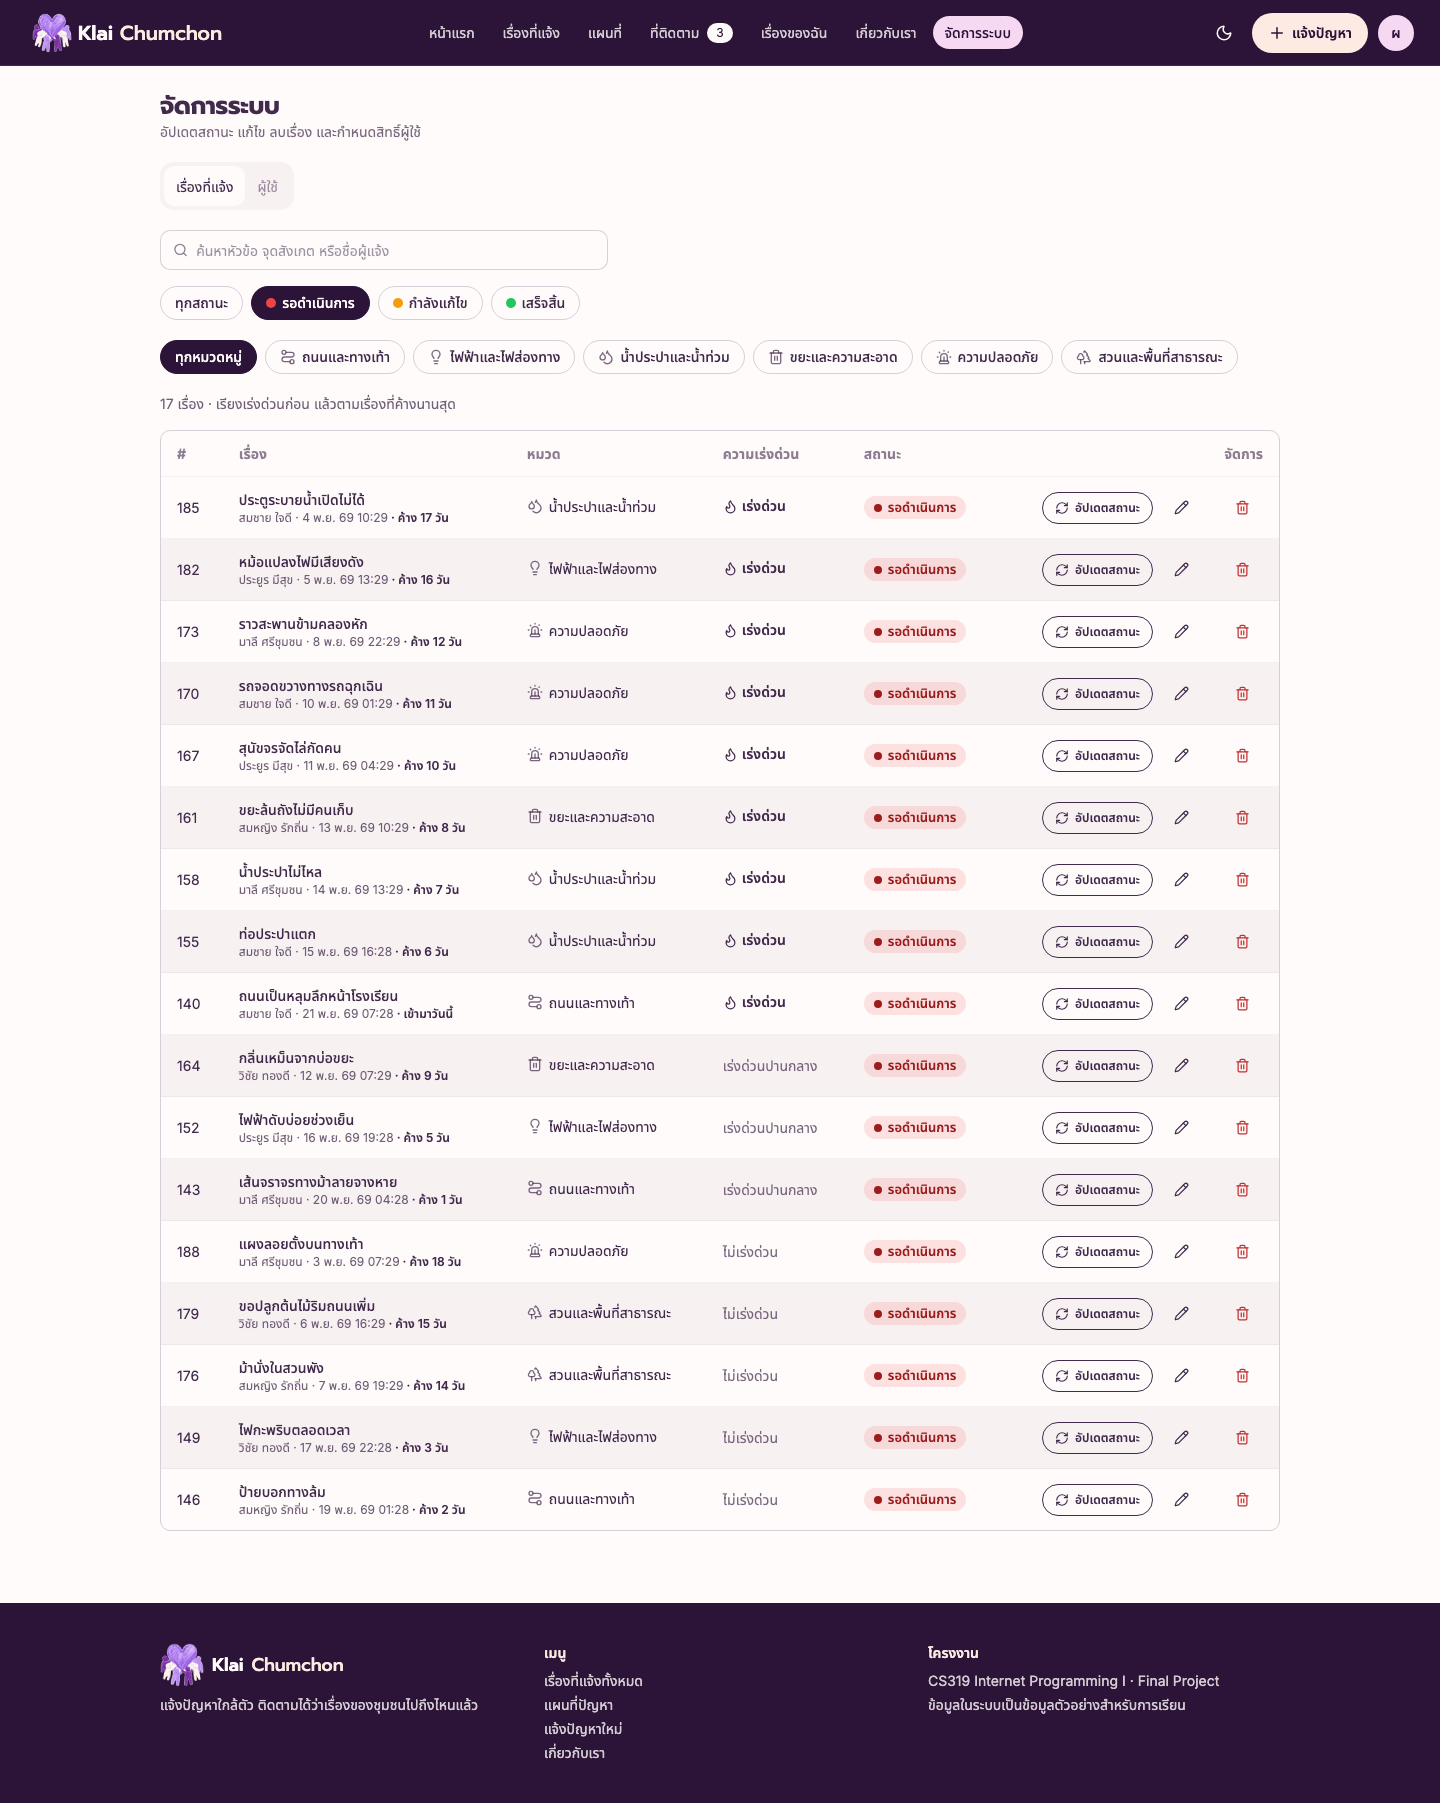 Klai Chumchon หน้าแรก เรื่องที่แจ้ง แผนที่ ที่ติดตาม 3 เรื่องของฉัน เกี่ยวกับเรา จัดการระบบ แจ้งปัญหา ผ
จัดการระบบ
อัปเดตสถานะ แก้ไข ลบเรื่อง และกำหนดสิทธิ์ผู้ใช้
เรื่องที่แจ้ง ผู้ใช้
ค้นหาหัวข้อ จุดสังเกต หรือชื่อผู้แจ้ง
ทุกสถานะ รอดำเนินการ กำลังแก้ไข เสร็จสิ้น
ทุกหมวดหมู่ ถนนและทางเท้า ไฟฟ้าและไฟส่องทาง น้ำประปาและน้ำท่วม ขยะและความสะอาด ความปลอดภัย สวนและพื้นที่สาธารณะ
17 เรื่อง · เรียงเร่งด่วนก่อน แล้วตามเรื่องที่ค้างนานสุด
# เรื่อง หมวด ความเร่งด่วน สถานะ จัดการ
185 ประตูระบายน้ำเปิดไม่ได้ น้ำประปาและน้ำท่วม เร่งด่วน รอดำเนินการ อัปเดตสถานะ
สมชาย ใจดี · 4 พ.ย. 69 10:29 · ค้าง 17 วัน
182 หม้อแปลงไฟมีเสียงดัง ไฟฟ้าและไฟส่องทาง เร่งด่วน รอดำเนินการ อัปเดตสถานะ
ประยูร มีสุข · 5 พ.ย. 69 13:29 · ค้าง 16 วัน
173 ราวสะพานข้ามคลองหัก ความปลอดภัย เร่งด่วน รอดำเนินการ อัปเดตสถานะ
มาลี ศรีชุมชน · 8 พ.ย. 69 22:29 · ค้าง 12 วัน
170 รถจอดขวางทางรถฉุกเฉิน ความปลอดภัย เร่งด่วน รอดำเนินการ อัปเดตสถานะ
สมชาย ใจดี · 10 พ.ย. 69 01:29 · ค้าง 11 วัน
167 สุนัขจรจัดไล่กัดคน ความปลอดภัย เร่งด่วน รอดำเนินการ อัปเดตสถานะ
ประยูร มีสุข · 11 พ.ย. 69 04:29 · ค้าง 10 วัน
161 ขยะล้นถังไม่มีคนเก็บ ขยะและความสะอาด เร่งด่วน รอดำเนินการ อัปเดตสถานะ
สมหญิง รักถิ่น · 13 พ.ย. 69 10:29 · ค้าง 8 วัน
158 น้ำประปาไม่ไหล น้ำประปาและน้ำท่วม เร่งด่วน รอดำเนินการ อัปเดตสถานะ
มาลี ศรีชุมชน · 14 พ.ย. 69 13:29 · ค้าง 7 วัน
155 ท่อประปาแตก น้ำประปาและน้ำท่วม เร่งด่วน รอดำเนินการ อัปเดตสถานะ
สมชาย ใจดี · 15 พ.ย. 69 16:28 · ค้าง 6 วัน
140 ถนนเป็นหลุมลึกหน้าโรงเรียน ถนนและทางเท้า เร่งด่วน รอดำเนินการ อัปเดตสถานะ
สมชาย ใจดี · 21 พ.ย. 69 07:28 · เข้ามาวันนี้
164 กลิ่นเหม็นจากบ่อขยะ ขยะและความสะอาด เร่งด่วนปานกลาง รอดำเนินการ อัปเดตสถานะ
วิชัย ทองดี · 12 พ.ย. 69 07:29 · ค้าง 9 วัน
152 ไฟฟ้าดับบ่อยช่วงเย็น ไฟฟ้าและไฟส่องทาง เร่งด่วนปานกลาง รอดำเนินการ อัปเดตสถานะ
ประยูร มีสุข · 16 พ.ย. 69 19:28 · ค้าง 5 วัน
143 เส้นจราจรทางม้าลายจางหาย ถนนและทางเท้า เร่งด่วนปานกลาง รอดำเนินการ อัปเดตสถานะ
มาลี ศรีชุมชน · 20 พ.ย. 69 04:28 · ค้าง 1 วัน
188 แผงลอยตั้งบนทางเท้า ความปลอดภัย ไม่เร่งด่วน รอดำเนินการ อัปเดตสถานะ
มาลี ศรีชุมชน · 3 พ.ย. 69 07:29 · ค้าง 18 วัน
179 ขอปลูกต้นไม้ริมถนนเพิ่ม สวนและพื้นที่สาธารณะ ไม่เร่งด่วน รอดำเนินการ อัปเดตสถานะ
วิชัย ทองดี · 6 พ.ย. 69 16:29 · ค้าง 15 วัน
176 ม้านั่งในสวนพัง สวนและพื้นที่สาธารณะ ไม่เร่งด่วน รอดำเนินการ อัปเดตสถานะ
สมหญิง รักถิ่น · 7 พ.ย. 69 19:29 · ค้าง 14 วัน
149 ไฟกะพริบตลอดเวลา ไฟฟ้าและไฟส่องทาง ไม่เร่งด่วน รอดำเนินการ อัปเดตสถานะ
วิชัย ทองดี · 17 พ.ย. 69 22:28 · ค้าง 3 วัน
146 ป้ายบอกทางล้ม ถนนและทางเท้า ไม่เร่งด่วน รอดำเนินการ อัปเดตสถานะ
สมหญิง รักถิ่น · 19 พ.ย. 69 01:28 · ค้าง 2 วัน
Klai Chumchon
แจ้งปัญหาใกล้ตัว ติดตามได้ว่าเรื่องของชุมชนไปถึงไหนแล้ว
เมนู
เรื่องที่แจ้งทั้งหมด
แผนที่ปัญหา
แจ้งปัญหาใหม่
เกี่ยวกับเรา
โครงงาน
CS319 Internet Programming I · Final Project
ข้อมูลในระบบเป็นข้อมูลตัวอย่างสำหรับการเรียน